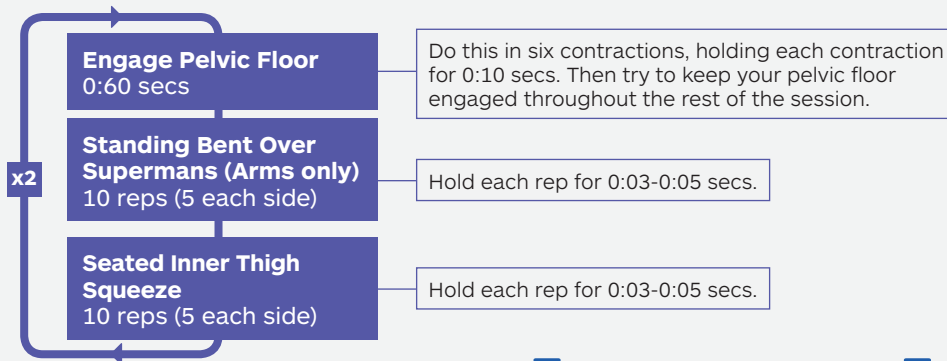 Engage Pelvic Floor
0:60 secs
Do this in six contractions, holding each contraction
for 0:10 secs. Then try to keep your pelvic floor
engaged throughout the rest of the session.
x2
Standing Bent Over
Supermans (Arms only)
10 reps (5 each side)
Hold each rep for 0:03-0:05 secs.
Seated Inner Thigh
Squeeze
10 reps (5 each side)
Hold each rep for 0:03-0:05 secs.